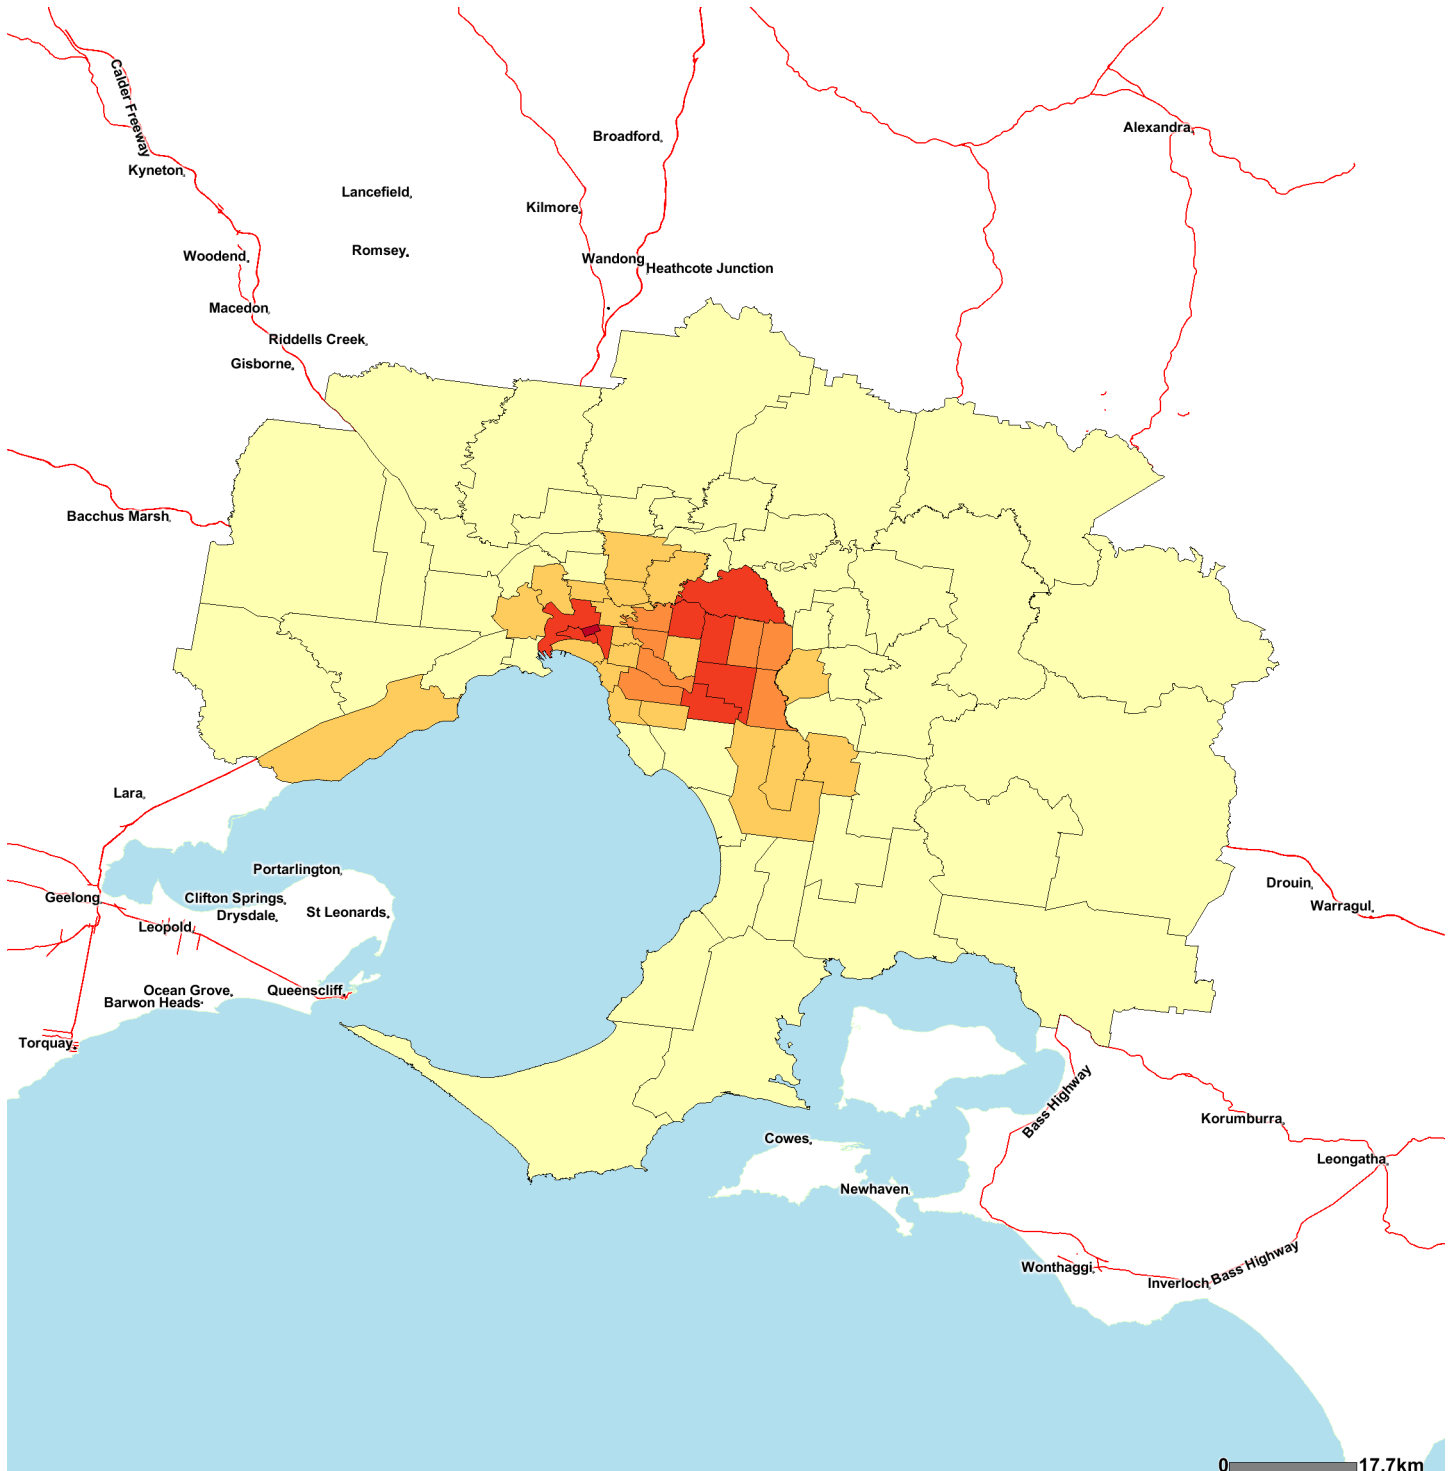 Calder Freeway
Alexandra
Broadford
Kyneton
Lancefield
Kilmore
Romsey
Woodend
Wandong
Heathcote Junction
Macedon
Riddells Creek
Gisborne
Bacchus Marsh
Lara
Portarlington
Drouin
Geelong
Clifton Springs
Warragul
St Leonards
Drysdale
Leopold
Ocean Grove
Queenscliff
Barwon Heads
Torquay
Bass Highway
Korumburra
Cowes
Leongatha
Newhaven
Bass Highway
Wonthaggi
Inverloch
0 17.7km